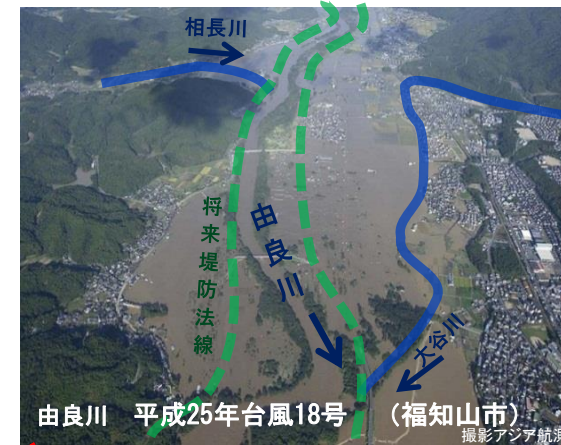 相長川
将来堤防法線
由良川
大谷川
由良川　平成25年台風18号　（福知山市）
撮影アジア航測